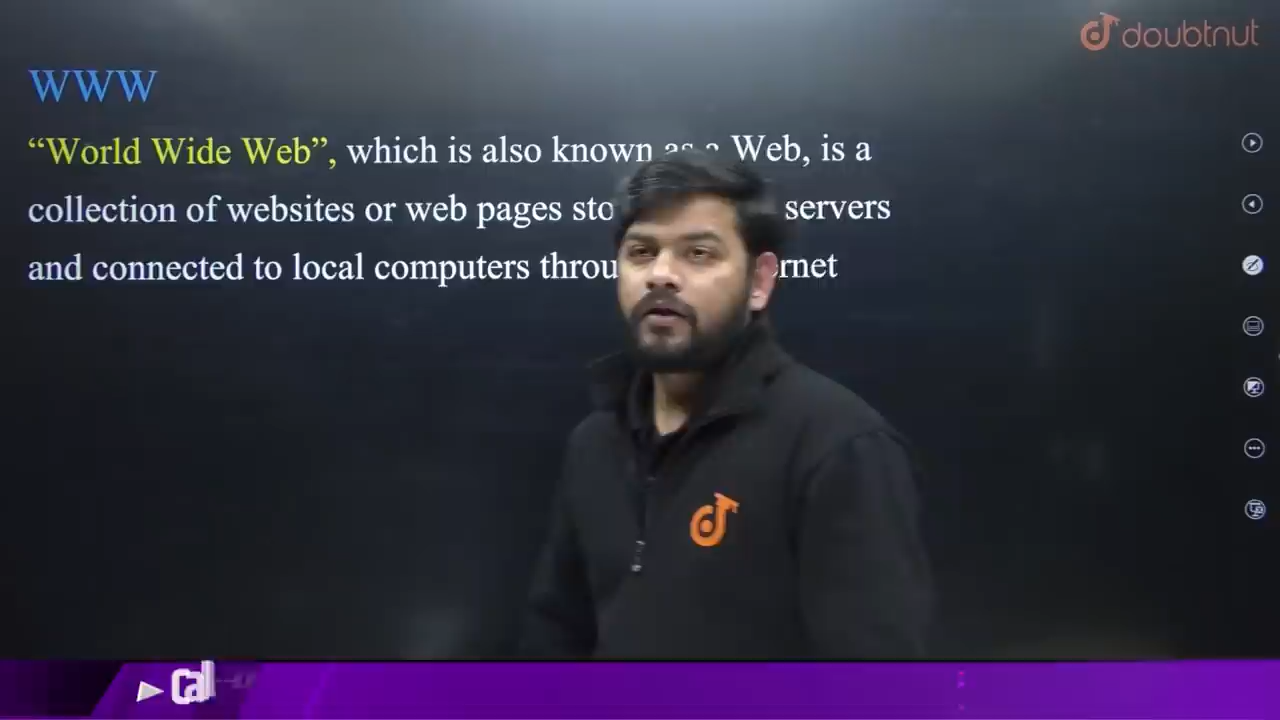 doubtnut
WWW
“World Wide Web”, which is also known as a Web, is a
collection of websites or web pages servers
and connected to local computers